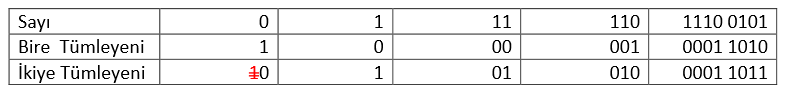 Sayı 0 1 11 110 1110 0101
Bire Tümleyeni 1 0 00 001 0001 1010
İkiye Tümleyeni 10 1 01 010 0001 1011